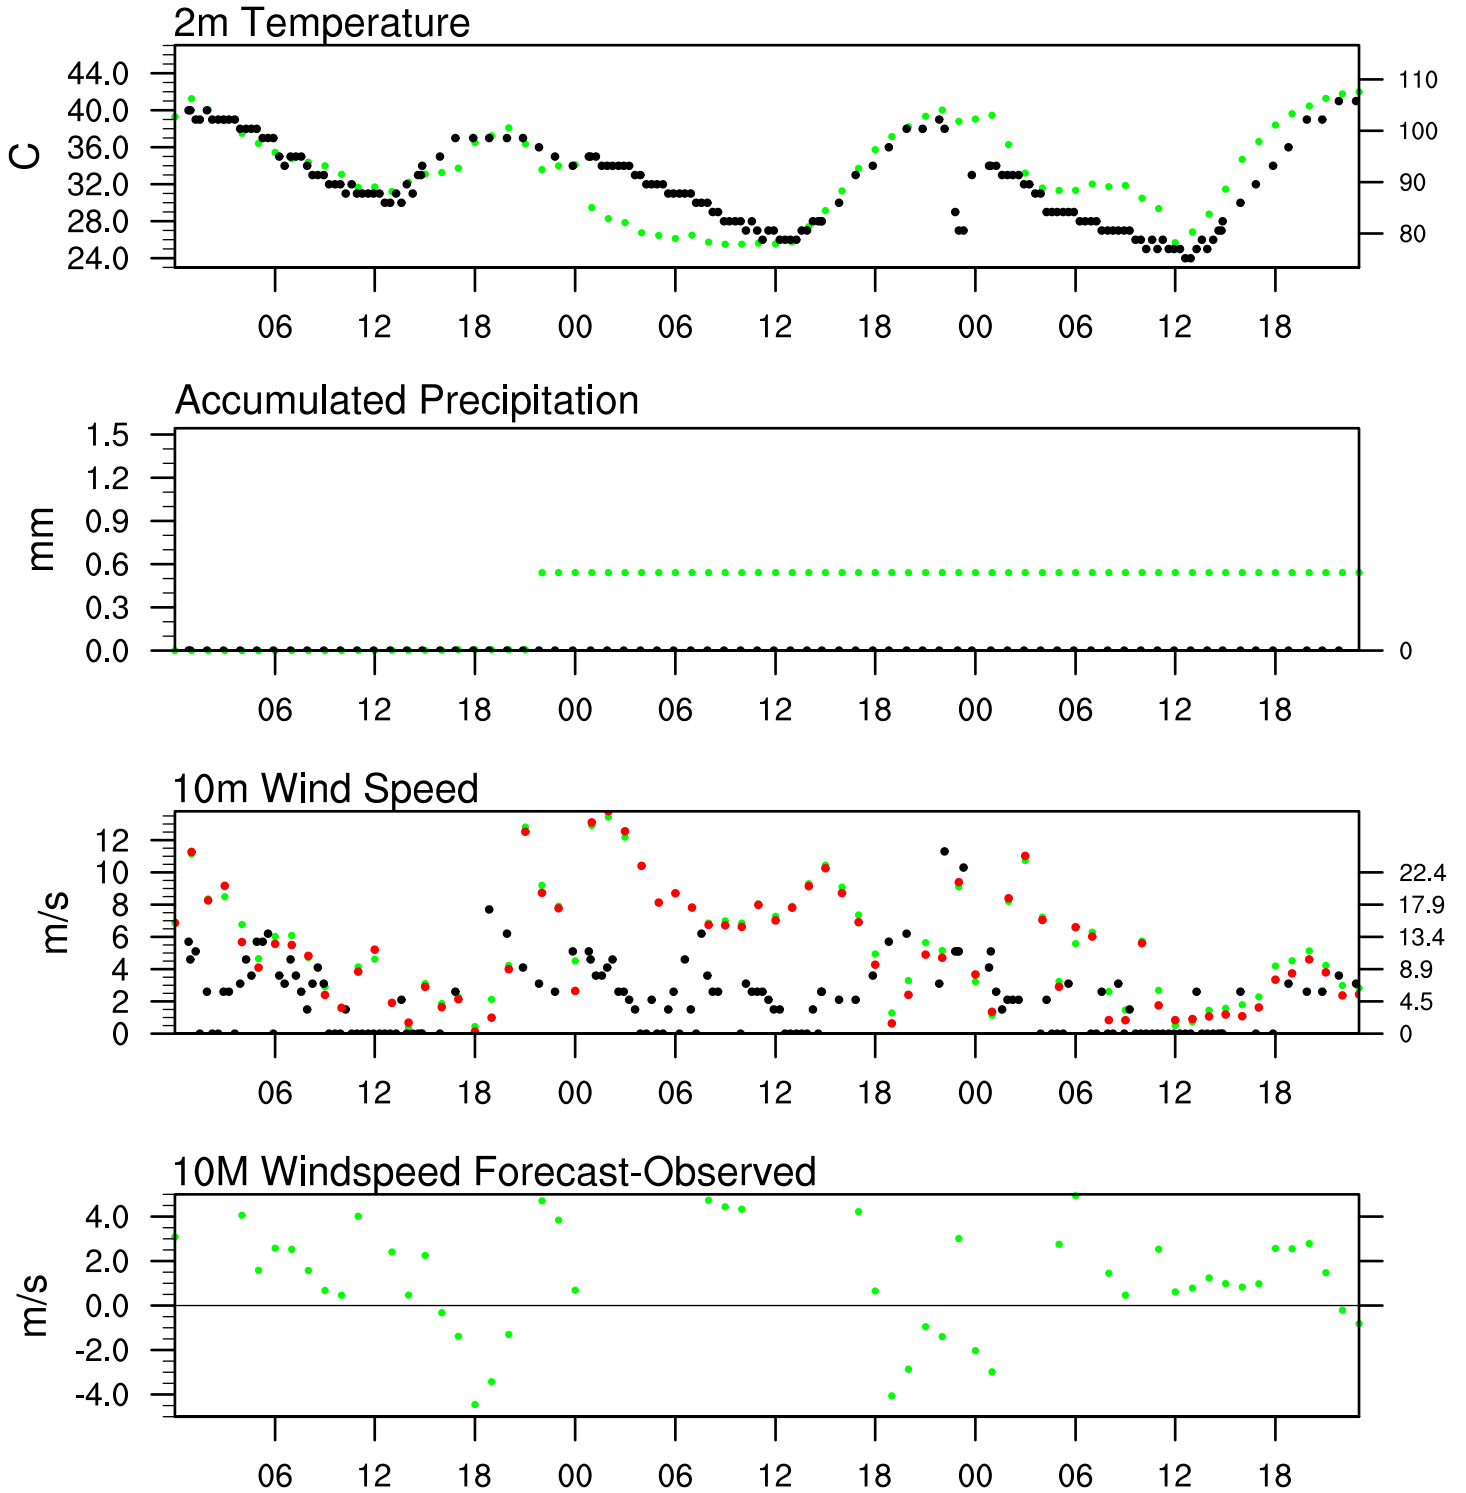 2m Temperature
44.0
40.0
36.0
32.0
28.0
24.0
C
110
100
90
80
06 12 18 00 06 12 18 00 06 12 18
Accumulated Precipitation
1.5
1.2
0.9
0.6
0.3
0.0
mm
0
06 12 18 00 06 12 18 00 06 12 18
10m Wind Speed
12
10
8
6
4
2
0
m/s
22.4
17.9
13.4
8.9
4.5
0
06 12 18 00 06 12 18 00 06 12 18
10M Windspeed Forecast-Observed
4.0
2.0
0.0
-2.0
-4.0
m/s
06 12 18 00 06 12 18 00 06 12 18